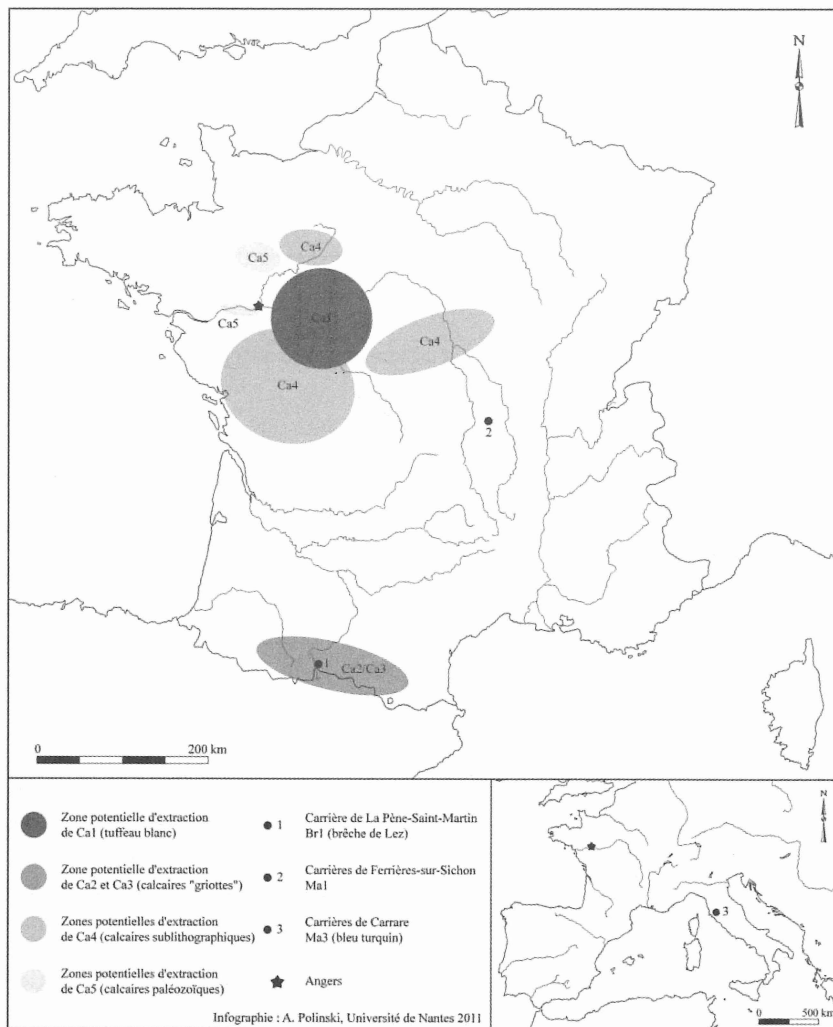 N
Ca4
Ca5
Ca5
Ca1
Ca4
Ca4
2
1
Ca2/Ca3
0 200 km
Zone potentielle d'extraction
de Ca1 (tuffeau blanc)
Zone potentielle d'extraction
de Ca2 et Ca3 (calcaires "griottes")
Zones potentielles d'extraction
de Ca4 (calcaires sublithographiques)
Zones potentielles d'extraction
de Ca5 (calcaires paléozoïques)
1 Carrière de La Pène-Saint-Martin
Br1 (brêche de Lez)
2 Carrières de Ferrières-sur-Sichon
Ma1
3 Carrières de Carrare
Ma3 (bleu turquin)
Angers
Infographie : A. Polinski, Université de Nantes 2011
N
3
0 500 km